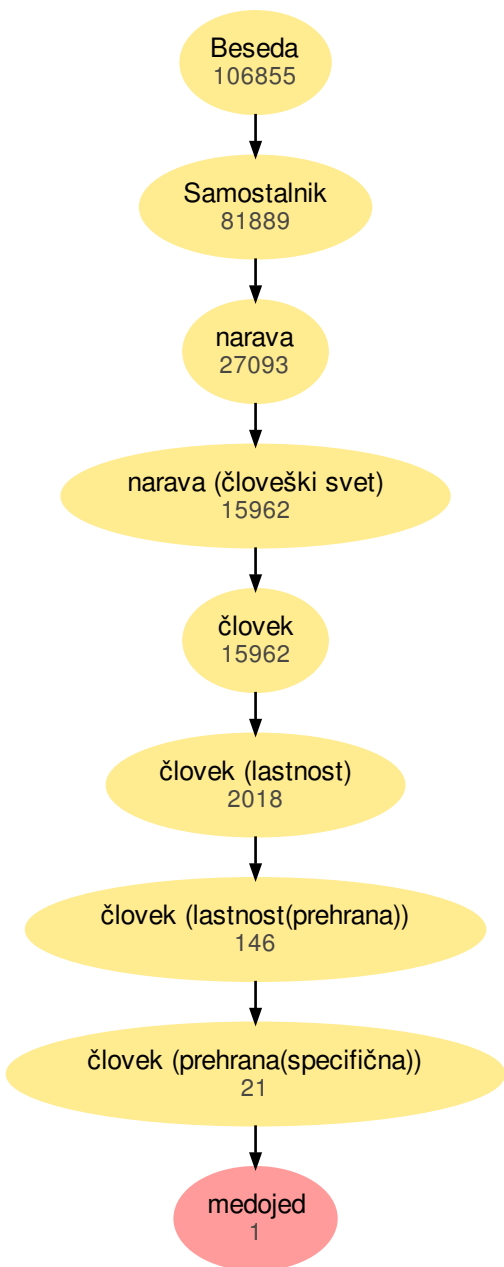 Beseda
106855
Samostalnik
81889
narava
27093
narava (človeški svet)
15962
človek
15962
človek (lastnost)
2018
človek (lastnost(prehrana))
146
človek (prehrana(specifična))
21
medojed
1